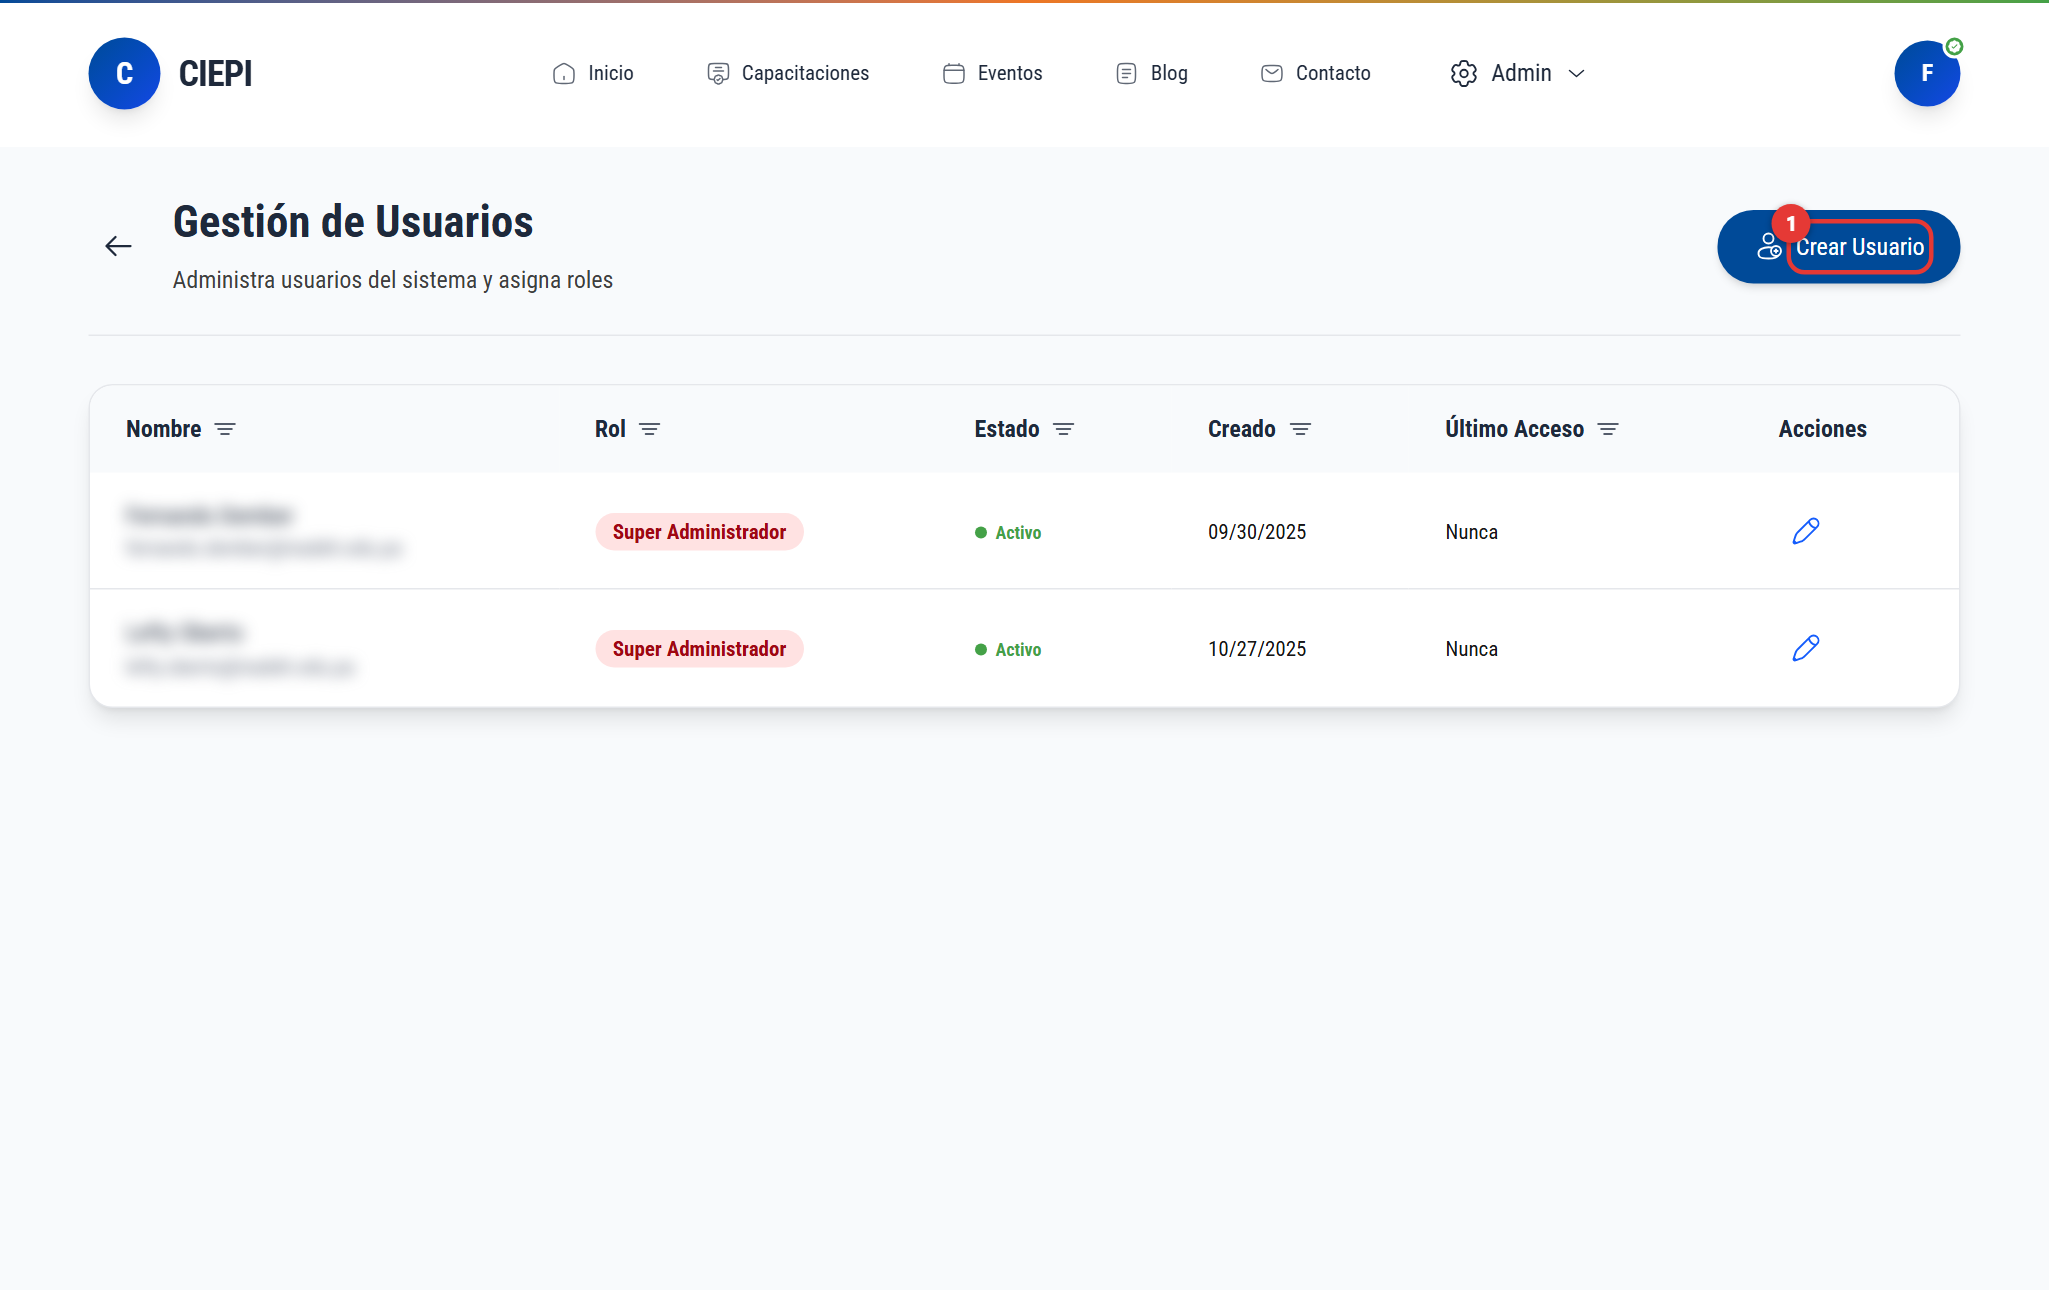 C CIEPI Inicio Capacitaciones Eventos Blog Contacto Admin F
Gestión de Usuarios
Administra usuarios del sistema y asigna roles
1
Crear Usuario
Nombre Rol Estado Creado Último Acceso Acciones
Super Administrador Activo 09/30/2025 Nunca
Super Administrador Activo 10/27/2025 Nunca